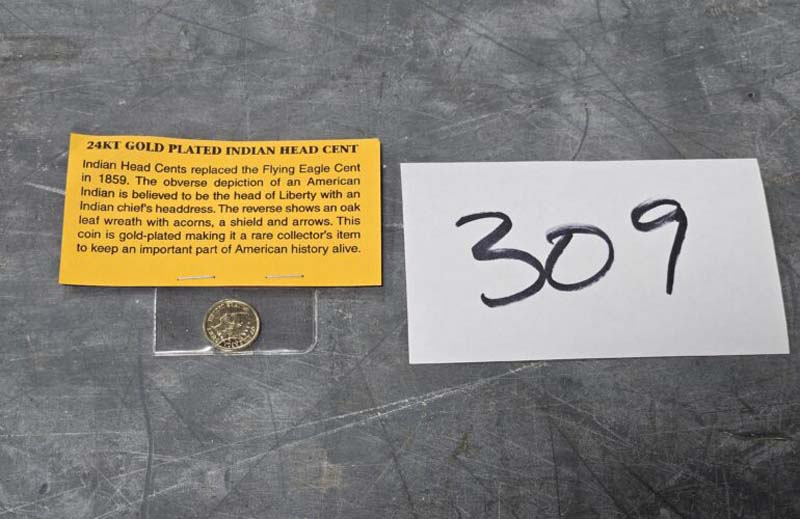 24KT GOLD PLATED INDIAN HEAD CENT
Indian Head Cents replaced the Flying Eagle Cent
in 1859. The obverse depiction of an American
Indian is believed to be the head of Liberty with an
Indian chief's headdress. The reverse shows an oak
leaf wreath with acorns, a shield and arrows. This
coin is gold-plated making it a rare collector's item
to keep an important part of American history alive.
309